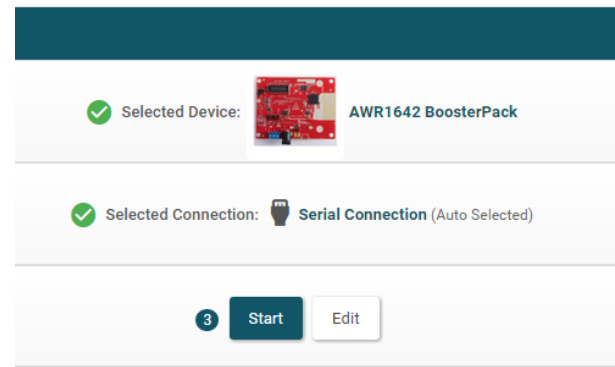 Selected Device: AWR1642 BoosterPack
Selected Connection: Serial Connection (Auto Selected)
3 Start Edit